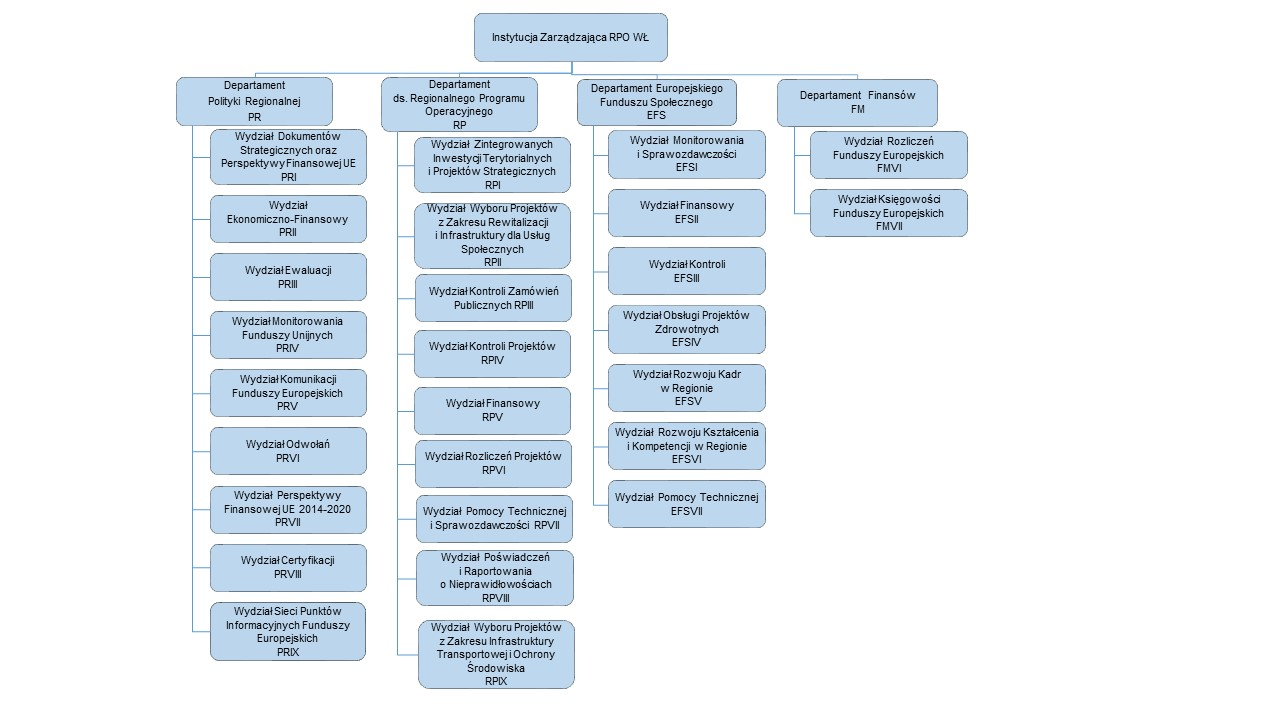 Instytucja Zarządzająca RPO WŁ
Departament
Polityki Regionalnej
PR
Wydział Dokumentów
Strategicznych oraz
Perspektywy Finansowej UE
PRI
Wydział
Ekonomiczno-Finansowy
PRII
Wydział Ewaluacji
PRIII
Wydział Monitorowania
Funduszy Unijnych
PRIV
Wydział Komunikacji
Funduszy Europejskich
PRV
Wydział Odwołań
PRVI
Wydział Perspektywy
Finansowej UE 2014-2020
PRVII
Wydział Certyfikacji
PRVIII
Wydział Sieci Punktów
Informacyjnych Funduszy
Europejskich
PRIX
Departament
ds. Regionalnego Programu
Operacyjnego
RP
Wydział Zintegrowanych
Inwestycji Terytorialnych
i Projektów Strategicznych
RPI
Wydział Wyboru Projektów
z Zakresu Rewitalizacji
i Infrastruktury dla Usług
Społecznych
RPII
Wydział Kontroli Zamówień
Publicznych RPIII
Wydział Kontroli Projektów
RPIV
Wydział Finansowy
RPV
Wydział Rozliczeń Projektów
RPVI
Wydział Pomocy Technicznej
i Sprawozdawczości RPVII
Wydział Poświadczeń
i Raportowania
o Nieprawidłowościach
RPVIII
Wydział Wyboru Projektów
z Zakresu Infrastruktury
Transportowej i Ochrony
Środowiska
RPIX
Departament Europejskiego
Funduszu Społecznego
EFS
Wydział Monitorowania
i Sprawozdawczości
EFSI
Wydział Finansowy
EFSII
Wydział Kontroli
EFSIII
Wydział Obsługi Projektów
Zdrowotnych
EFSIV
Wydział Rozwoju Kadr
w Regionie
EFSV
Wydział Rozwoju Kształcenia
i Kompetencji w Regionie
EFSVI
Wydział Pomocy Technicznej
EFSVII
Departament Finansów
FM
Wydział Rozliczeń
Funduszy Europejskich
FMVI
Wydział Księgowości
Funduszy Europejskich
FMVII